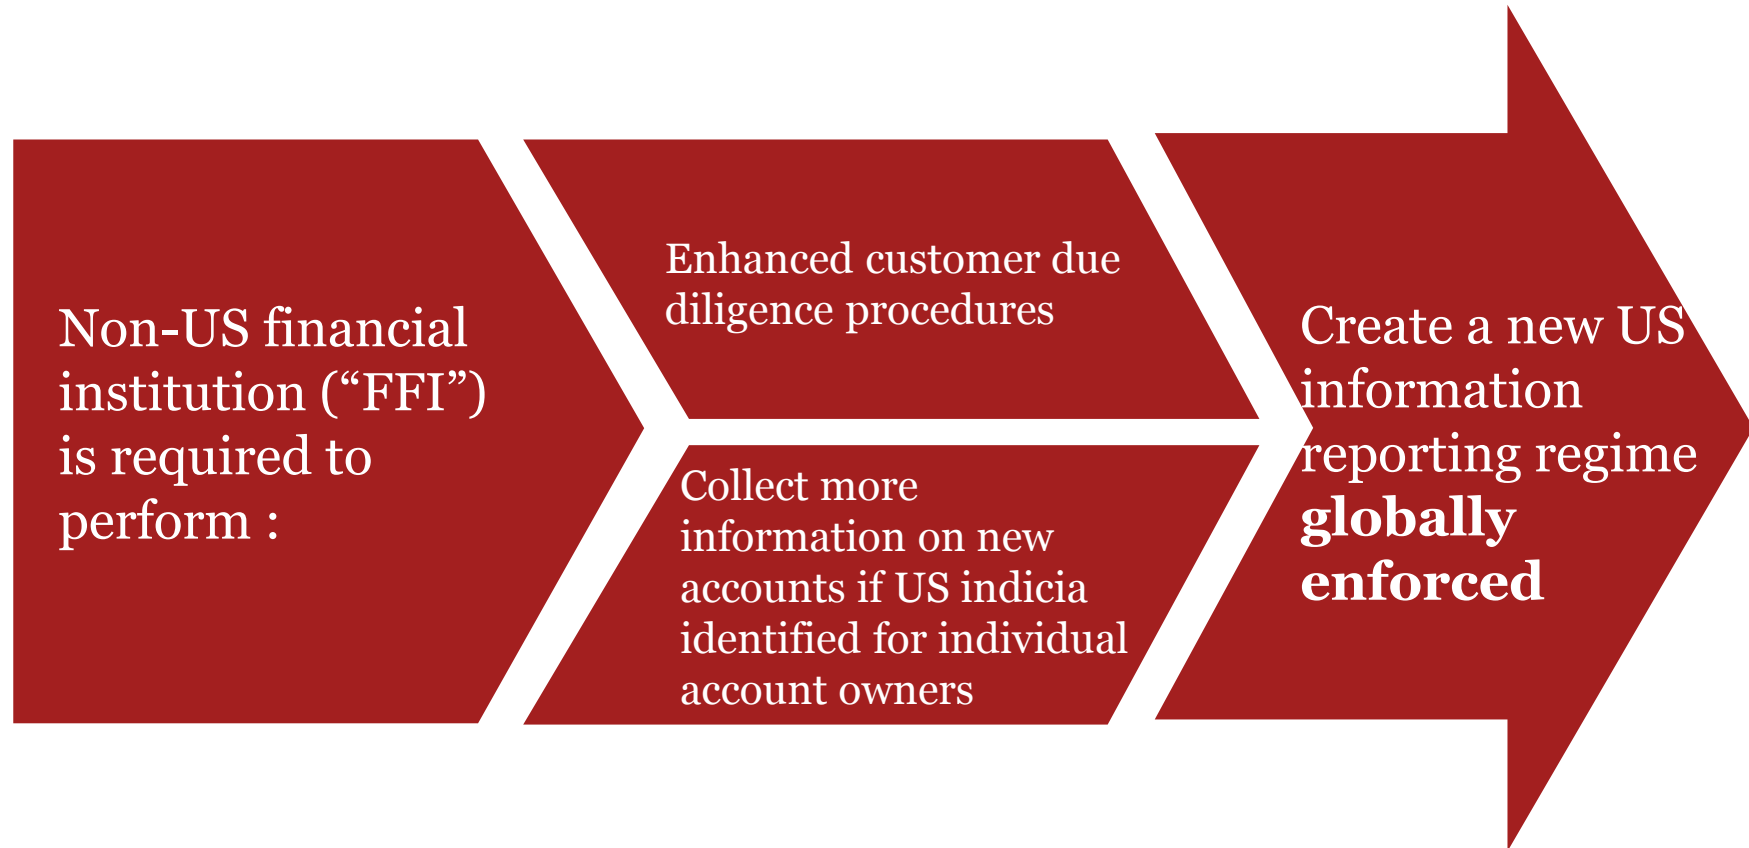 Non-US financial
institution (“FFI”)
is required to
perform :
Enhanced customer due
diligence procedures
Collect more
information on new
accounts if US indicia
identified for individual
account owners
Create a new US
information
reporting regime
globally
enforced